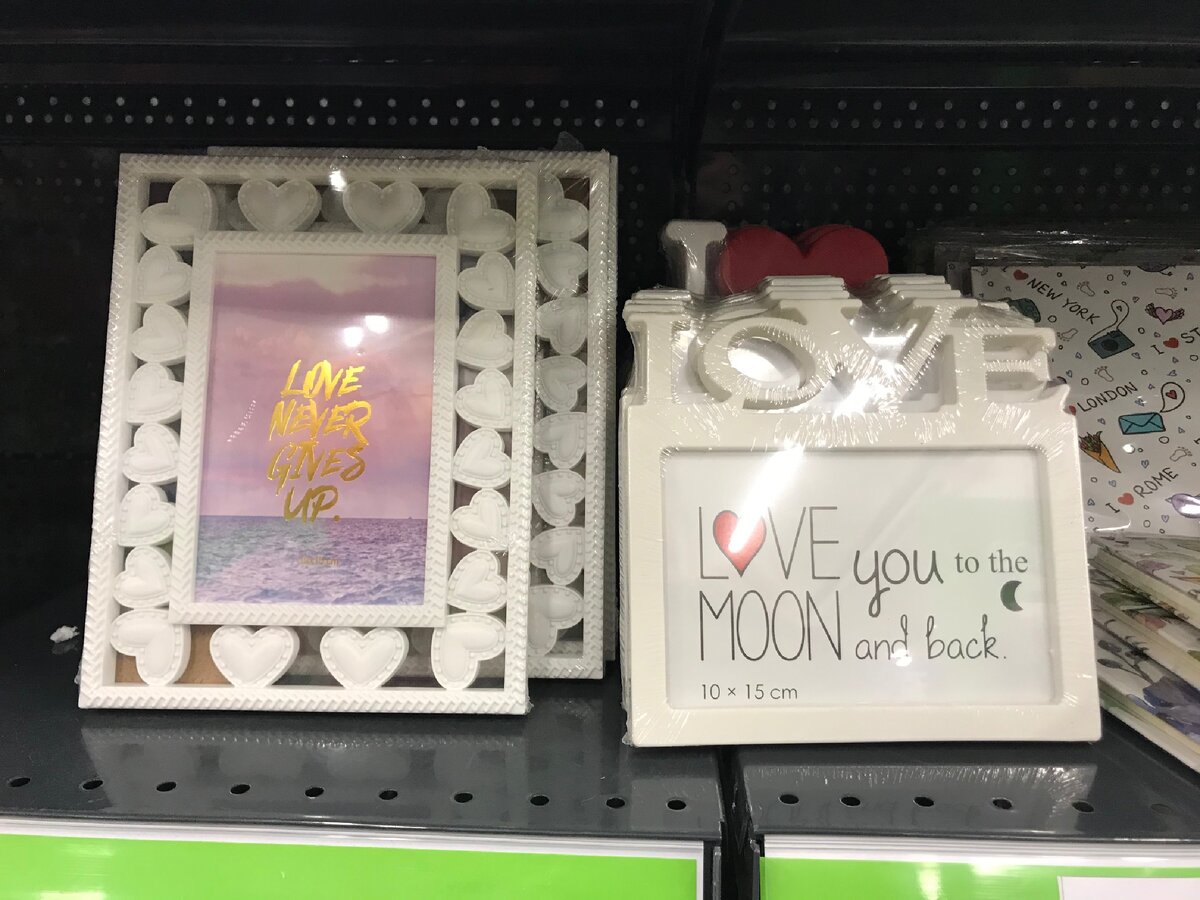 LOVE
NEVER
GIVES
UP.
I
LOVE
LOVE you to the
MOON and back.
10 × 15 cm
NEW YORK
I ST
LONDON
I ROME